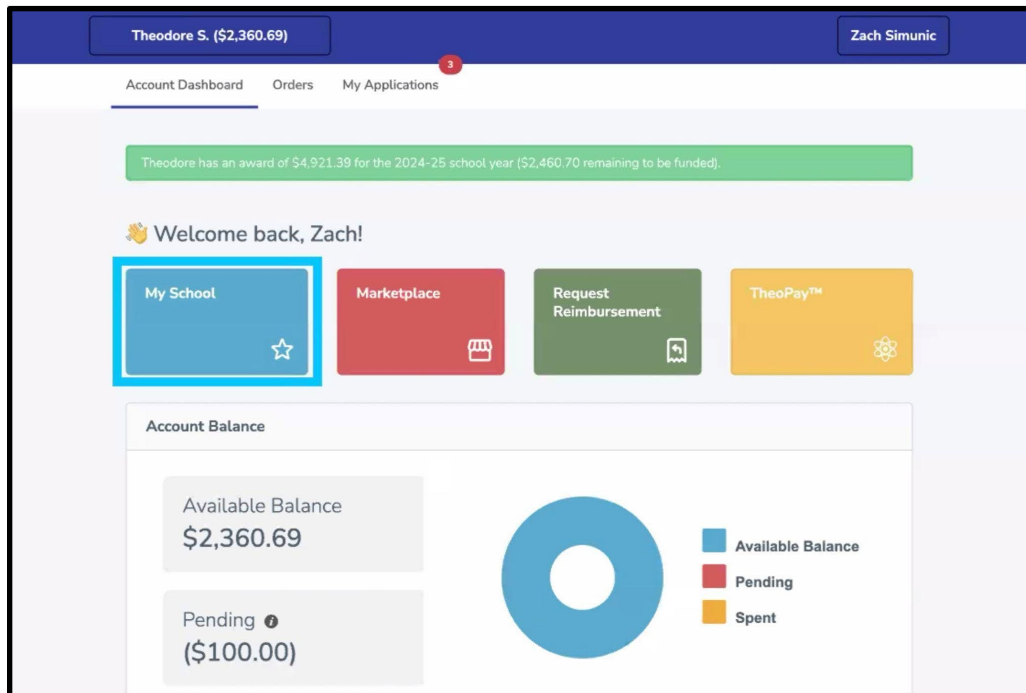 Theodore S. ($2,360.69)
Zach Simunic
Account Dashboard
Orders
My Applications
3
Theodore has an award of $4,921.39 for the 2024-25 school year ($2,460.70 remaining to be funded).
👋 Welcome back, Zach!
My School
Marketplace
Request
Reimbursement
TheoPay™
Account Balance
Available Balance
$2,360.69
Pending
($100.00)
Available Balance
Pending
Spent